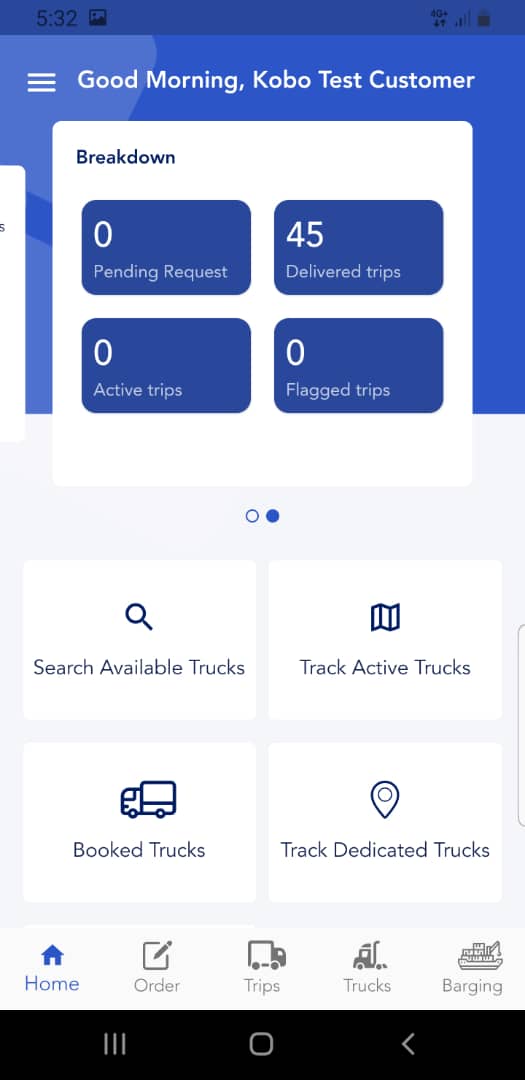 5:32
4G+
Good Morning, Kobo Test Customer
s
Breakdown
0
Pending Request
45
Delivered trips
0
Active trips
0
Flagged trips
Search Available Trucks
Track Active Trucks
Booked Trucks
Track Dedicated Trucks
Home
Order
Trips
Trucks
Barging